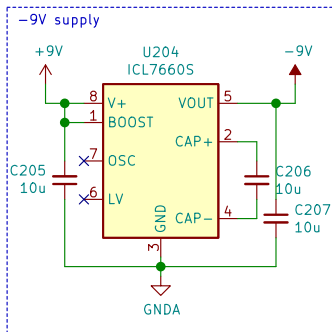 -9V supply
+9V
U204
ICL7660S
-9V
8
V+
VOUT
5
1
BOOST
CAP+
2
7
OSC
C205
10u
C206
10u
6
LV
GND
CAP-
4
C207
10u
3
GNDA